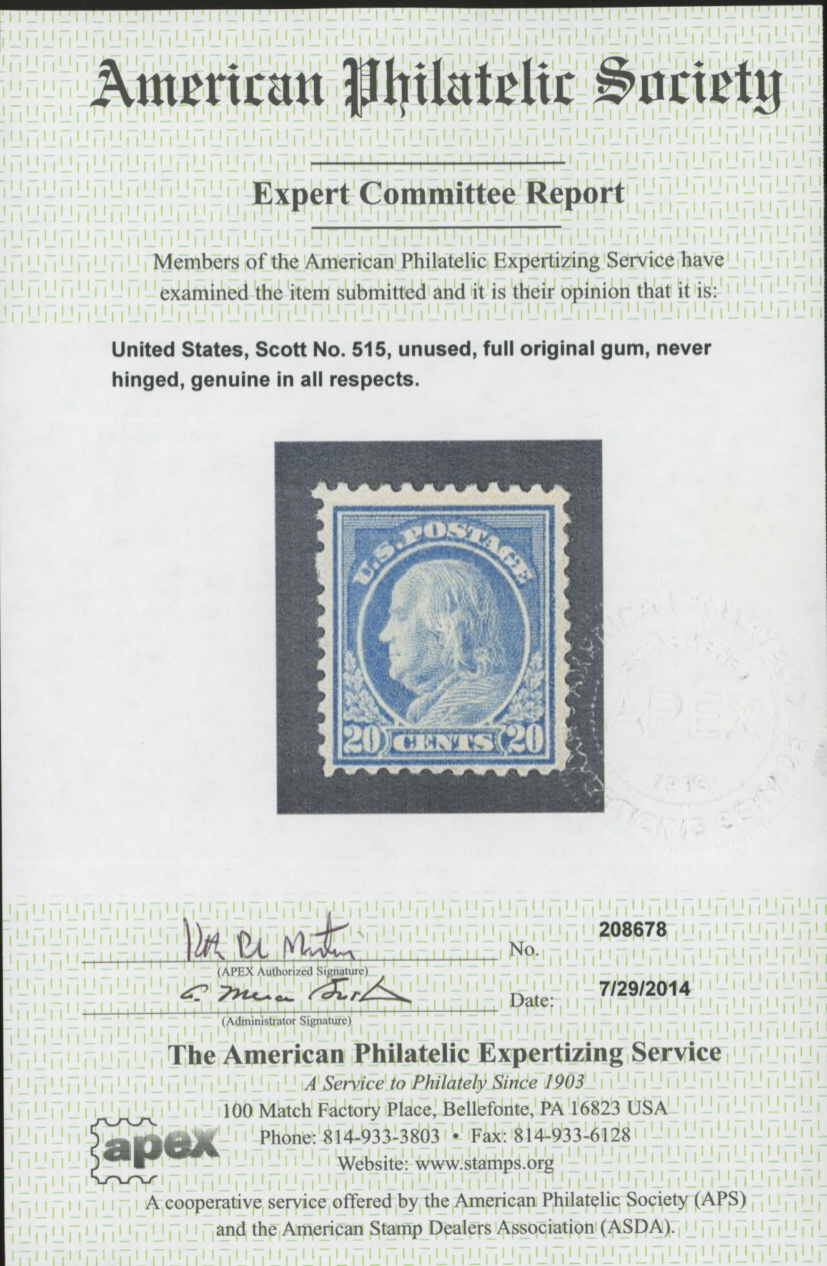 American Philatelic Society
Expert Committee Report
Members of the American Philatelic Expertizing Service have
examined the item submitted and it is their opinion that it is:
United States, Scott No. 515, unused, full original gum, never
hinged, genuine in all respects.
U.S. POSTAGE
20 CENTS 20
APEX
No. 208678
(APEX Authorized Signature)
Date: 7/29/2014
(Administrator Signature)
The American Philatelic Expertizing Service
A Service to Philately Since 1903
100 Match Factory Place, Bellefonte, PA 16823 USA
apex
Phone: 814-933-3803 • Fax: 814-933-6128
Website: www.stamps.org
A cooperative service offered by the American Philatelic Society (APS)
and the American Stamp Dealers Association (ASDA).